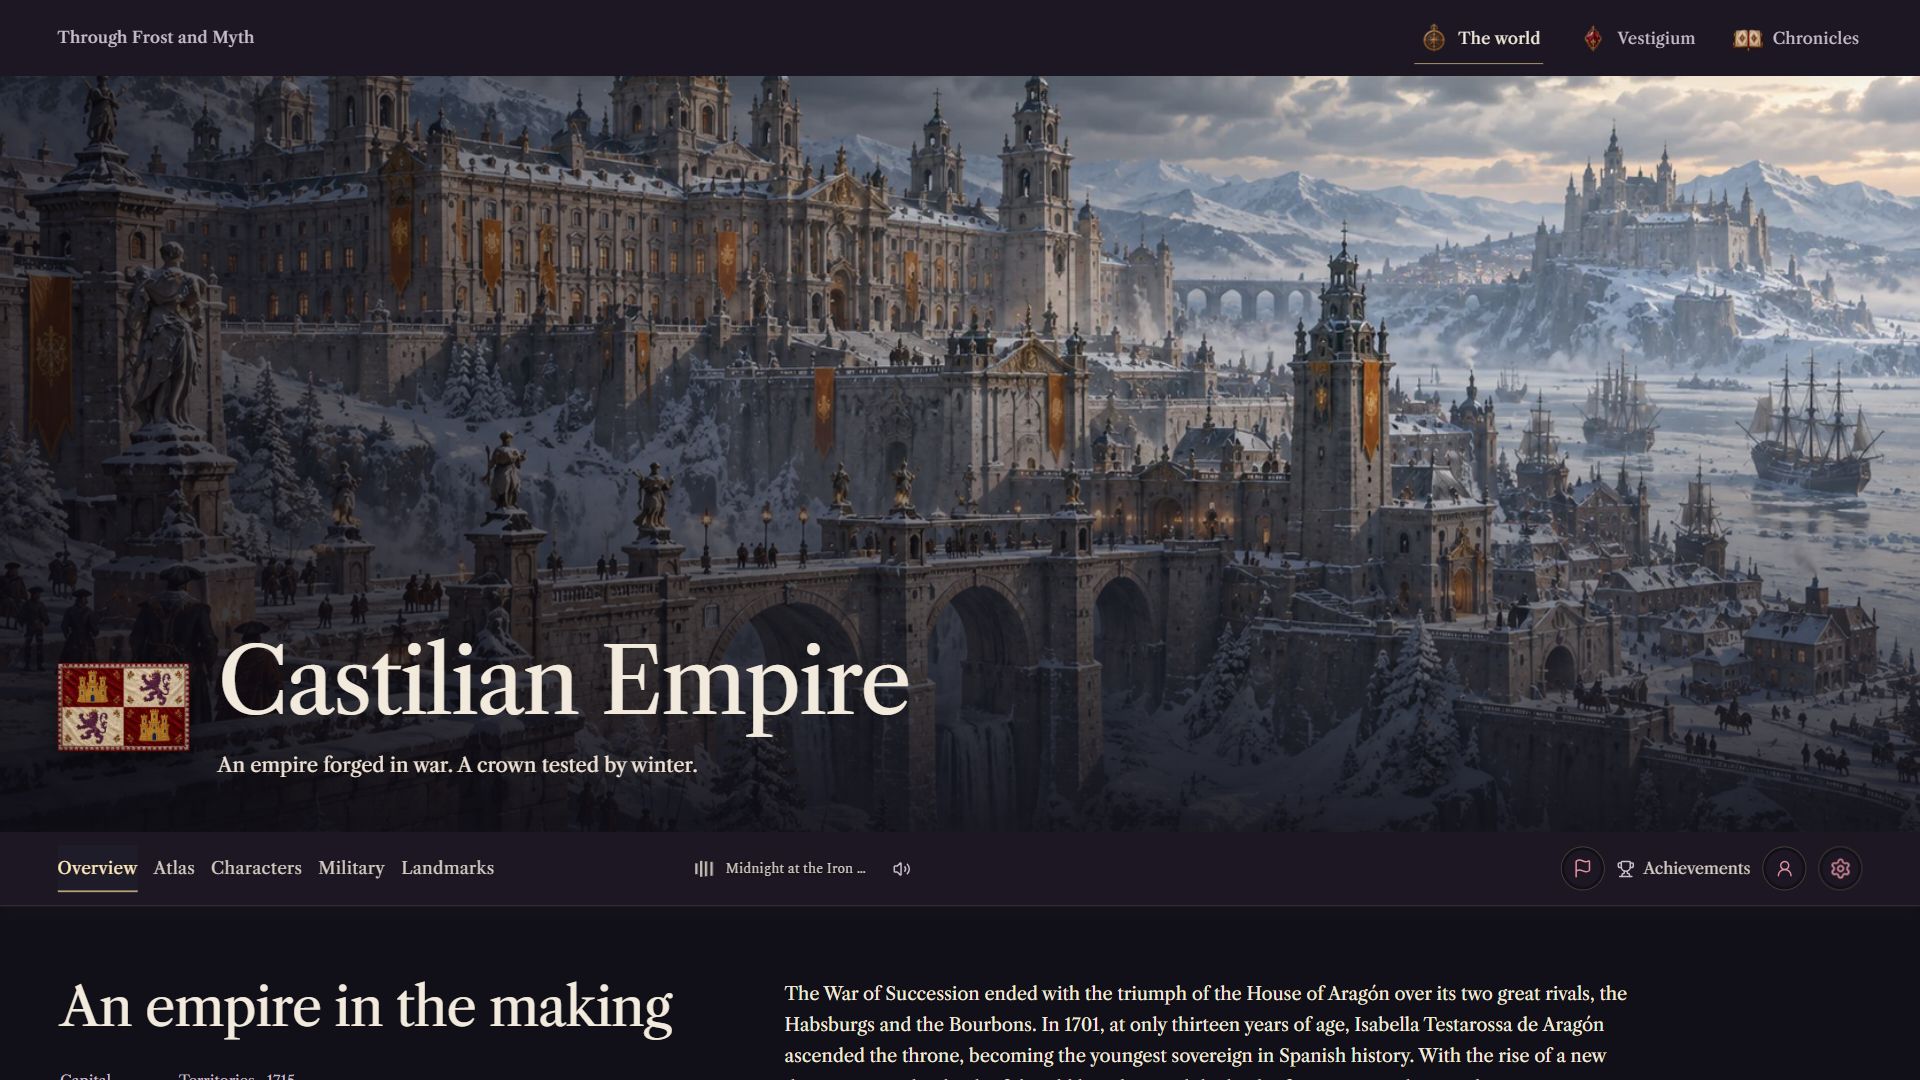 Through Frost and Myth
The world
Vestigium
Chronicles
Castilian Empire
An empire forged in war. A crown tested by winter.
Overview
Atlas
Characters
Military
Landmarks
Midnight at the Iron ...
Achievements
An empire in the making
Capital
Territories, 1715
The War of Succession ended with the triumph of the House of Aragón over its two great rivals, the
Habsburgs and the Bourbons. In 1701, at only thirteen years of age, Isabella Testarossa de Aragón
ascended the throne, becoming the youngest sovereign in Spanish history. With the rise of a new